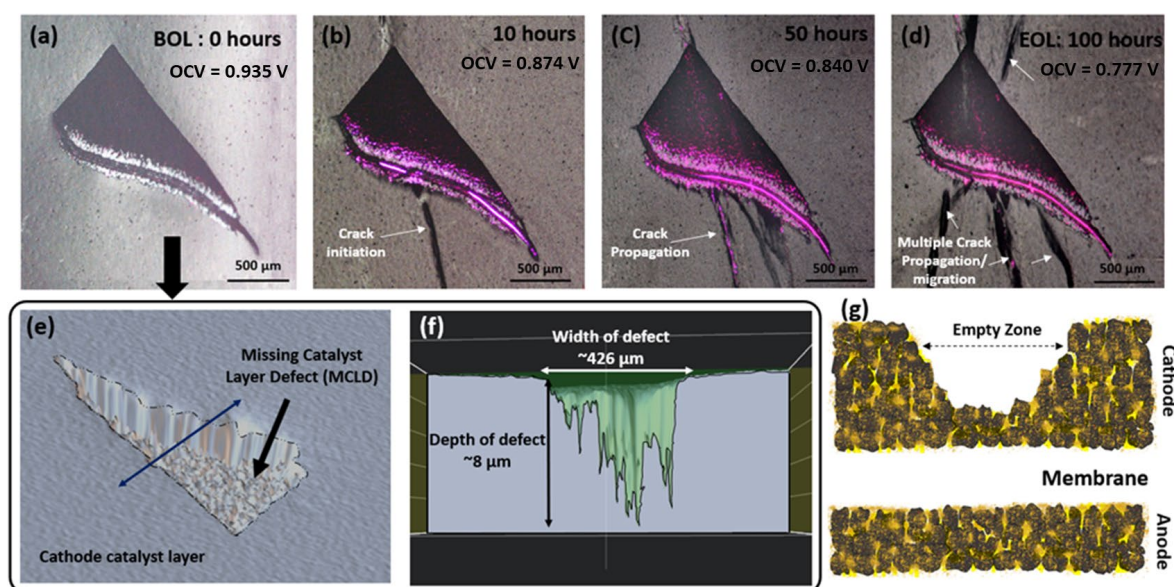 (a)
BOL : 0 hours
OCV = 0.935 V
500 μm
(b)
10 hours
OCV = 0.874 V
Crack
initiation
500 μm
(C)
50 hours
OCV = 0.840 V
Crack
Propagation
500 μm
(d)
EOL: 100 hours
OCV = 0.777 V
Multiple Crack
Propagation/
migration
500 μm
(e)
Missing Catalyst
Layer Defect (MCLD)
Cathode catalyst layer
(f)
Width of defect
~426 μm
Depth of defect
~8 μm
(g)
Empty Zone
Cathode
Membrane
Anode